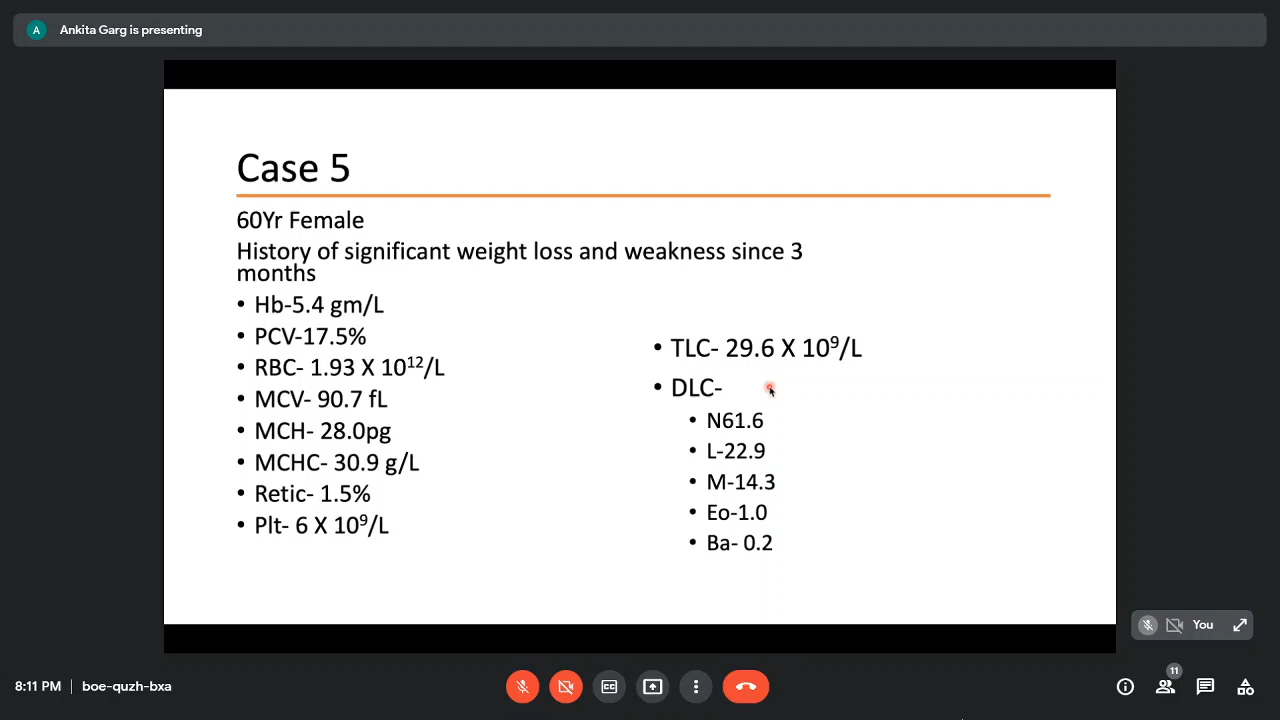 A Ankita Garg is presenting
Case 5
60Yr Female
History of significant weight loss and weakness since 3
months
• Hb-5.4 gm/L
• PCV-17.5%
• RBC- 1.93 X 10¹²/L
• MCV- 90.7 fL
• MCH- 28.0pg
• MCHC- 30.9 g/L
• Retic- 1.5%
• Plt- 6 X 10⁹/L
• TLC- 29.6 X 10⁹/L
• DLC-
• N61.6
• L-22.9
• M-14.3
• Eo-1.0
• Ba- 0.2
You
8:11 PM | boe-quzh-bxa
CC
11